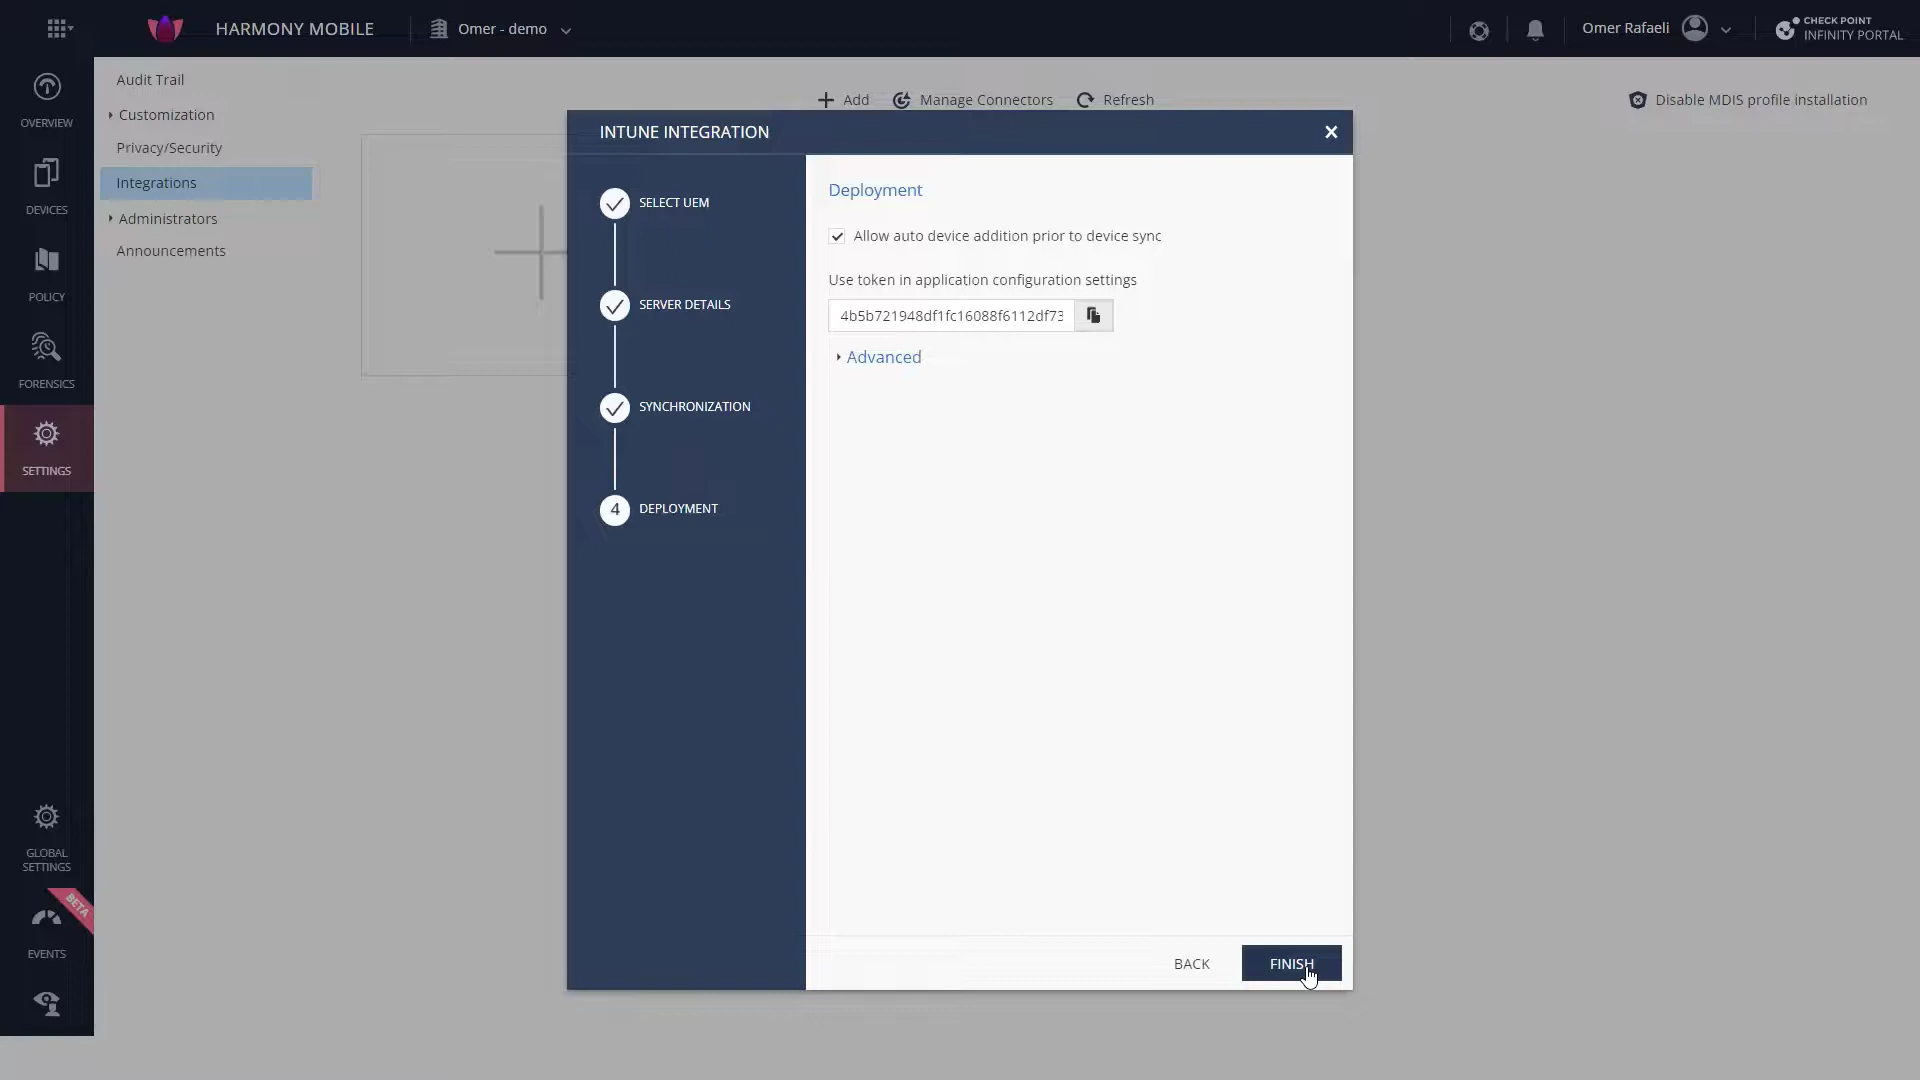 HARMONY MOBILE
Omer - demo
Omer Rafaeli
CHECK POINT
INFINITY PORTAL
OVERVIEW
DEVICES
POLICY
FORENSICS
SETTINGS
GLOBAL
SETTINGS
BETA
EVENTS
Audit Trail
Customization
Privacy/Security
Integrations
Administrators
Announcements
Add
Manage Connectors
Refresh
Disable MDIS profile installation
INTUNE INTEGRATION
SELECT UEM
SERVER DETAILS
SYNCHRONIZATION
4 DEPLOYMENT
Deployment
Allow auto device addition prior to device sync
Use token in application configuration settings
4b5b721948df1fc16088f6112df73
Advanced
BACK
FINISH